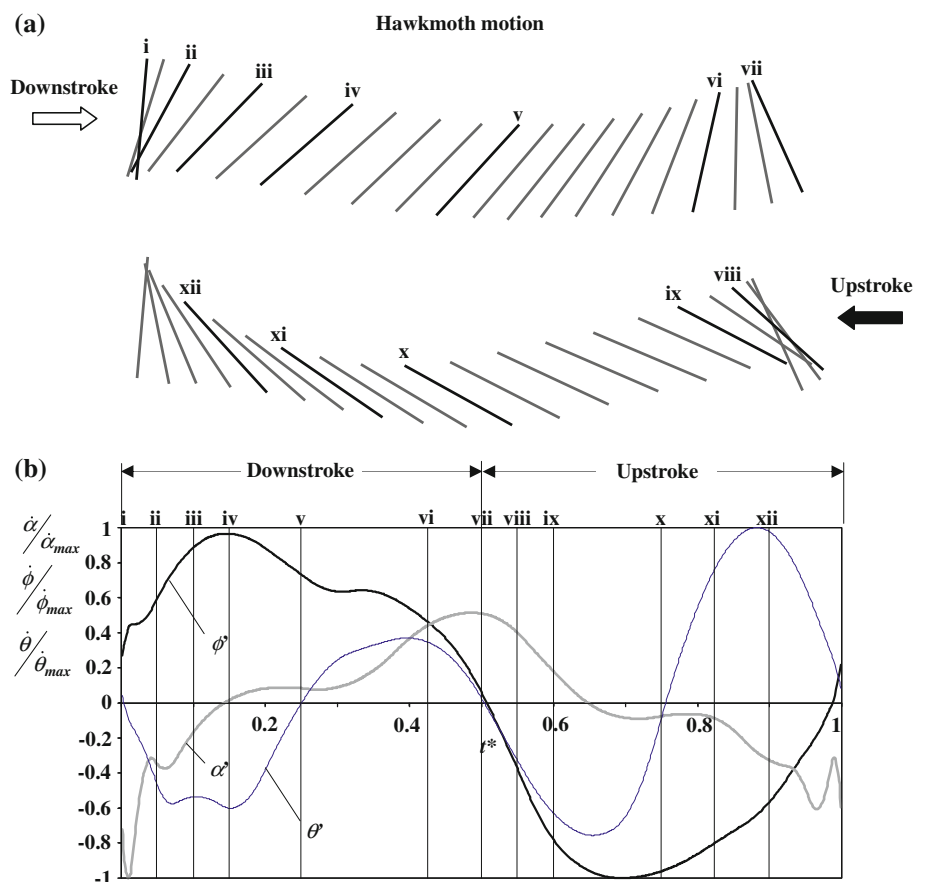 (a)
Hawkmoth motion
Downstroke
i ii iii iv v vi vii
xii xi x ix viii
Upstroke
(b)
Downstroke Upstroke
i ii iii iv v vi vii viii ix x xi xii
α̇/α̇max
ϕ̇/ϕ̇max
θ̇/θ̇max
1
0.8
0.6
0.4
0.2
0
-0.2
-0.4
-0.6
-0.8
-1
0.2 0.4 0.6 0.8 1
t*
ϕ'
α'
θ'